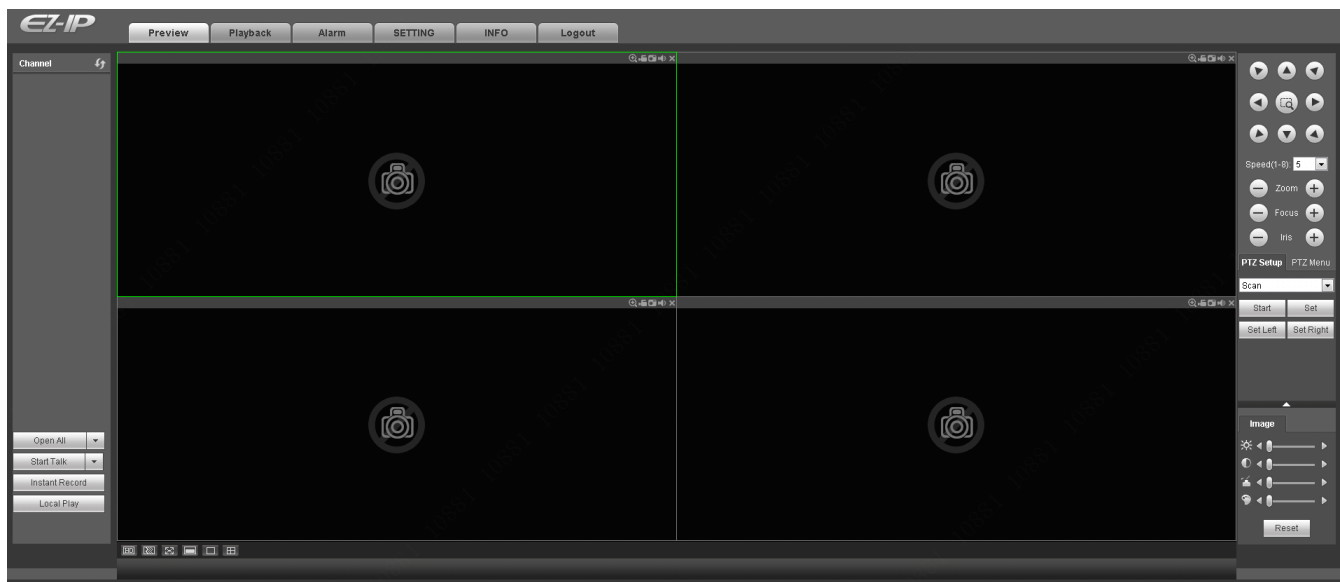 EZ-IP
Preview Playback Alarm SETTING INFO Logout
Channel
Speed(1-8): 5
Zoom
Focus
Iris
PTZ Setup PTZ Menu
Scan
Start Set
Set Left Set Right
Open All
Start Talk
Instant Record
Local Play
Image
Reset